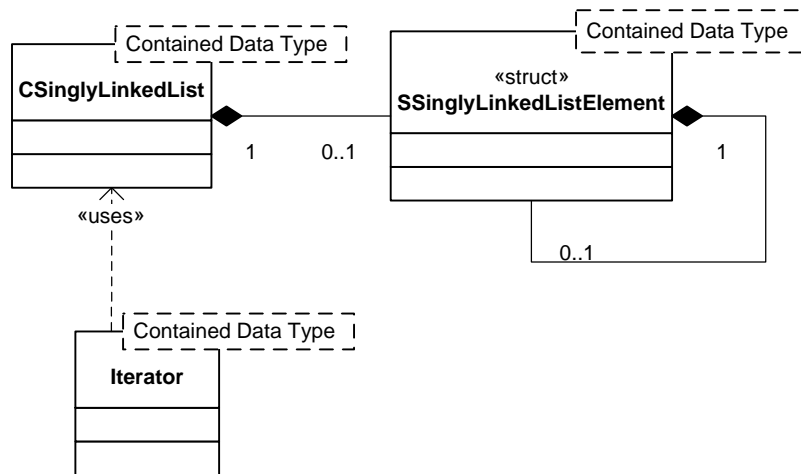 Contained Data Type
CSinglyLinkedList
Contained Data Type
«struct»
SSinglyLinkedListElement
1
0..1
1
0..1
«uses»
Contained Data Type
Iterator